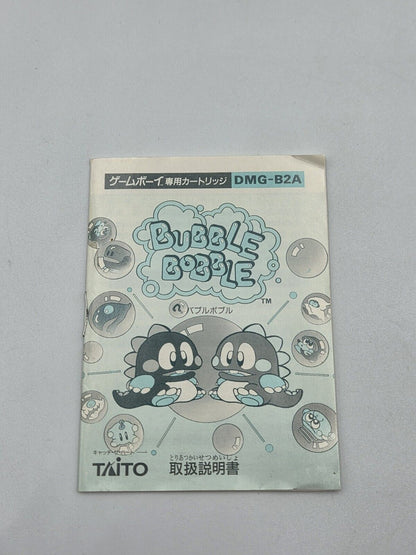 ゲームボーイ専用カートリッジ DMG-B2A
BUBBLE
BOBBLE
TM
バブルボブル
TAITO
とりあつかいせつめいしょ
取扱説明書